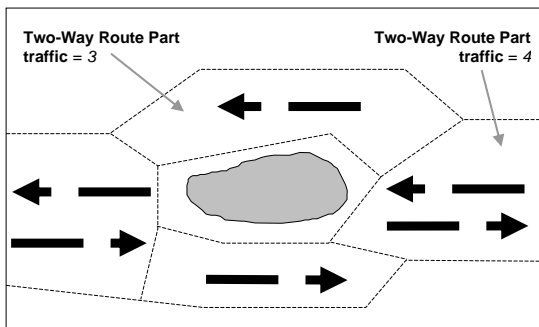 Two-Way Route Part
traffic = 3
Two-Way Route Part
traffic = 4